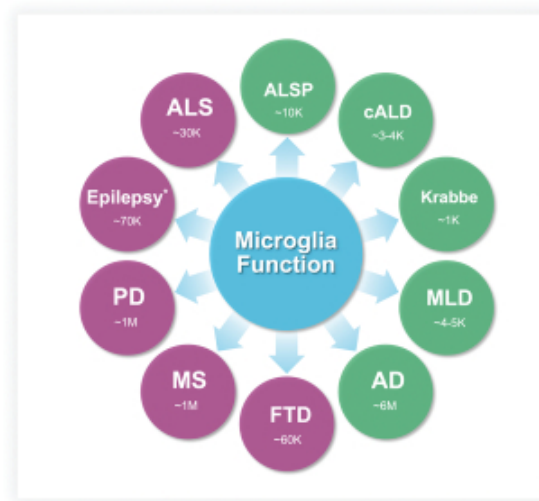 ALSP
~10K
cALD
~3-4K
Krabbe
~1K
MLD
~4-5K
AD
~6M
FTD
~60K
MS
~1M
PD
~1M
Epilepsy*
~70K
ALS
~30K
Microglia
Function